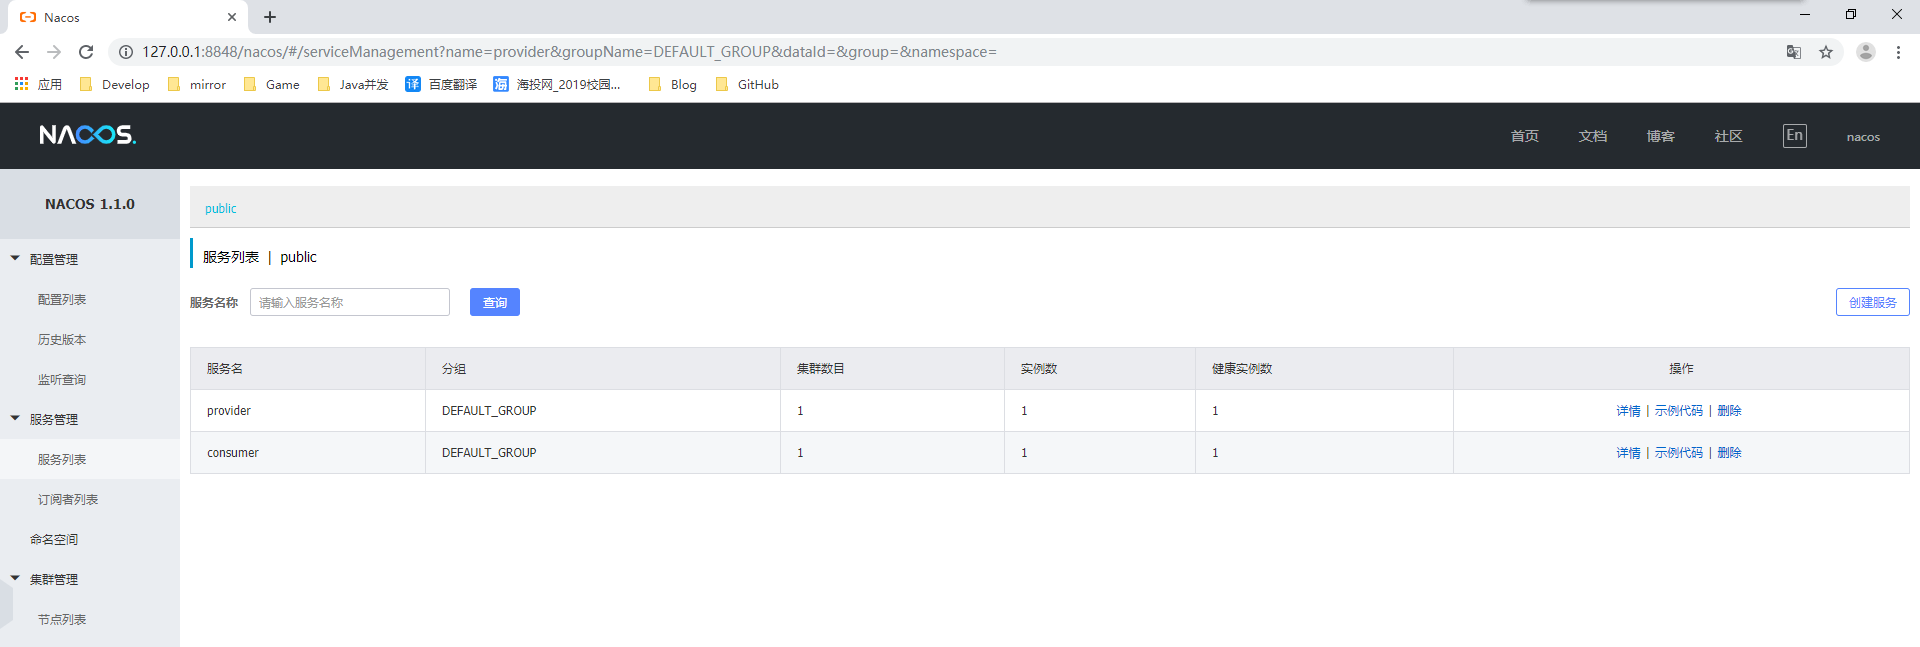 Nacos
127.0.0.1:8848/nacos/#/serviceManagement?name=provider&groupName=DEFAULT_GROUP&dataId=&group=&namespace=
应用 Develop mirror Game Java并发 译 百度翻译 海 海投网_2019校园... Blog GitHub
NACOS. 首页 文档 博客 社区 En nacos
NACOS 1.1.0
配置管理
配置列表
历史版本
监听查询
服务管理
服务列表
订阅者列表
命名空间
集群管理
节点列表
public
服务列表 | public
服务名称 请输入服务名称 查询 创建服务
服务名 分组 集群数目 实例数 健康实例数 操作
provider DEFAULT_GROUP 1 1 1 详情 | 示例代码 | 删除
consumer DEFAULT_GROUP 1 1 1 详情 | 示例代码 | 删除